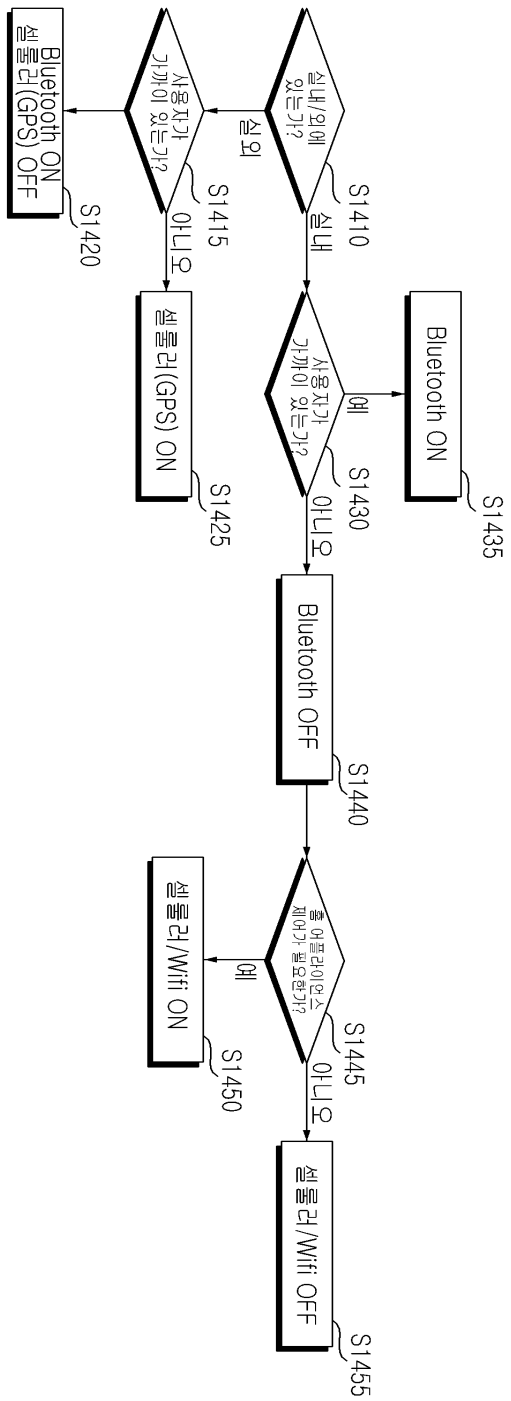 실내/외에
있는가?
S1410
실외
실내
사용자가
가까이 있는가?
S1415
아니오
Bluetooth ON
셀룰러(GPS) OFF
S1420
셀룰러(GPS) ON
S1425
사용자가
가까이 있는가?
S1430
예
아니오
Bluetooth ON
S1435
Bluetooth OFF
S1440
홈 어플라이언스
제어가 필요한가?
S1445
예
아니오
셀룰러/Wifi ON
S1450
셀룰러/Wifi OFF
S1455